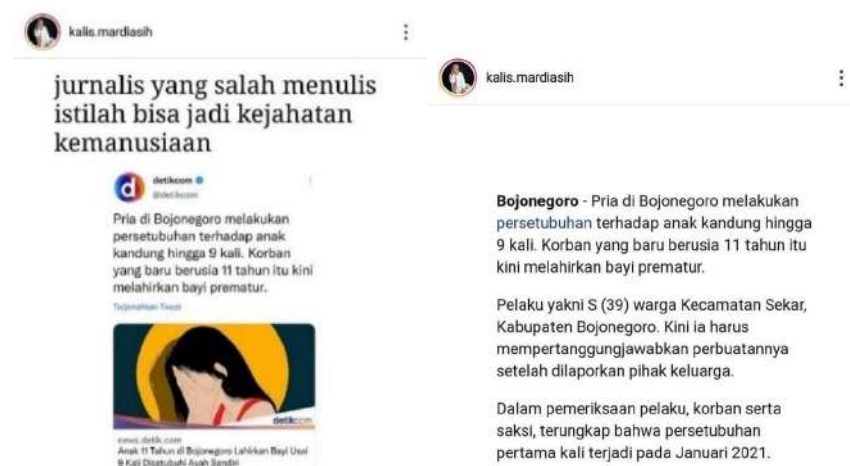 kalis.mardiasih
jurnalis yang salah menulis
istilah bisa jadi kejahatan
kemanusiaan
detikcom
@detikcom
Pria di Bojonegoro melakukan
persetubuhan terhadap anak
kandung hingga 9 kali. Korban
yang baru berusia 11 tahun itu kini
melahirkan bayi prematur.
Terjemahkan Tweet
detikcom
news.detik.com
Anak 11 Tahun di Bojonegoro Lahirkan Bayi Usai
9 Kali Disetubuhi Ayah Sendiri
kalis.mardiasih
Bojonegoro - Pria di Bojonegoro melakukan
persetubuhan terhadap anak kandung hingga
9 kali. Korban yang baru berusia 11 tahun itu
kini melahirkan bayi prematur.
Pelaku yakni S (39) warga Kecamatan Sekar,
Kabupaten Bojonegoro. Kini ia harus
mempertanggungjawabkan perbuatannya
setelah dilaporkan pihak keluarga.
Dalam pemeriksaan pelaku, korban serta
saksi, terungkap bahwa persetubuhan
pertama kali terjadi pada Januari 2021.